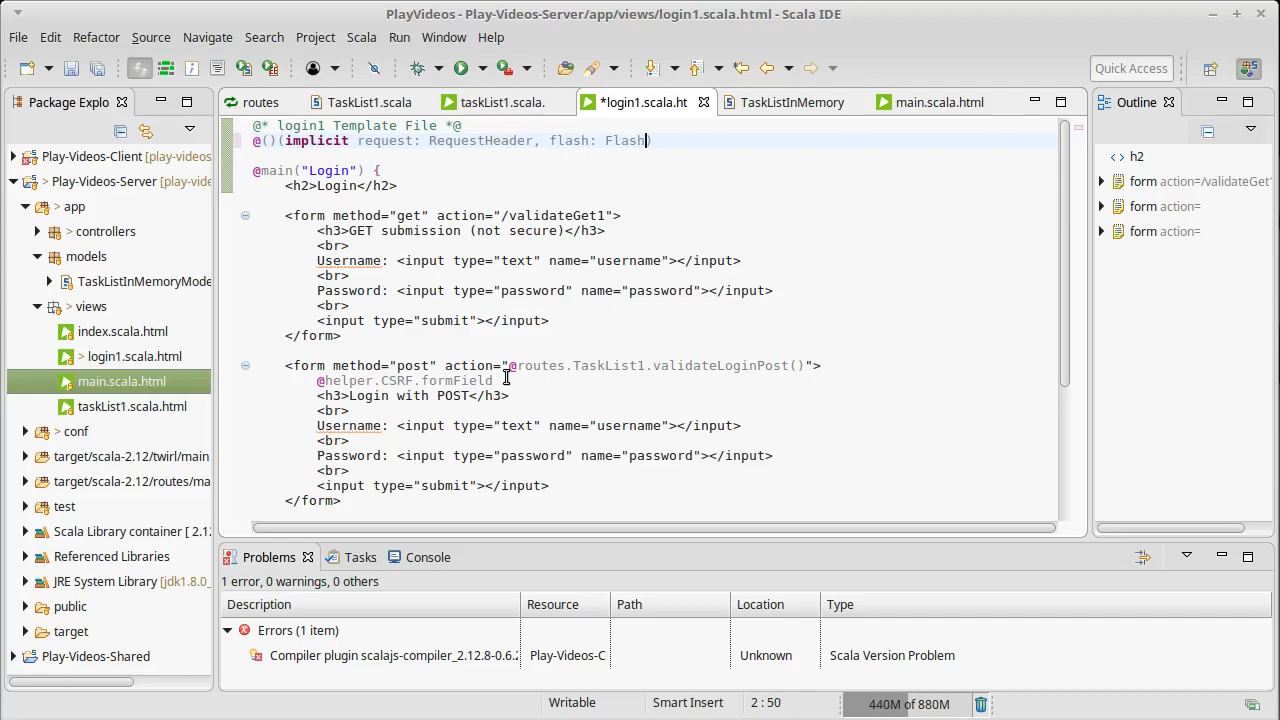 PlayVideos - Play-Videos-Server/app/views/login1.scala.html - Scala IDE
File Edit Refactor Source Navigate Search Project Scala Run Window Help
Quick Access
Package Explo
routes
TaskList1.scala
taskList1.scala.
*login1.scala.ht
TaskListInMemory
main.scala.html
Outline
Play-Videos-Client [play-videos
> Play-Videos-Server [play-videos
> app
> controllers
models
TaskListInMemoryMode
> views
index.scala.html
> login1.scala.html
main.scala.html
taskList1.scala.html
> conf
target/scala-2.12/twirl/main
target/scala-2.12/routes/ma
test
Scala Library container [ 2.12
Referenced Libraries
JRE System Library [jdk1.8.0_
public
target
Play-Videos-Shared
@* login1 Template File *@
@()(implicit request: RequestHeader, flash: Flash)
@main("Login") {
<h2>Login</h2>
<form method="get" action="/validateGet1">
<h3>GET submission (not secure)</h3>
<br>
Username: <input type="text" name="username"></input>
<br>
Password: <input type="password" name="password"></input>
<br>
<input type="submit"></input>
</form>
<form method="post" action="@routes.TaskList1.validateLoginPost()">
@helper.CSRF.formField
<h3>Login with POST</h3>
<br>
Username: <input type="text" name="username"></input>
<br>
Password: <input type="password" name="password"></input>
<br>
<input type="submit"></input>
</form>
h2
form action=/validateGet1
form action=
form action=
Problems
Tasks
Console
1 error, 0 warnings, 0 others
Description Resource Path Location Type
Errors (1 item)
Compiler plugin scalajs-compiler_2.12.8-0.6.2 Play-Videos-C Unknown Scala Version Problem
Writable Smart Insert 2 : 50 440M of 880M